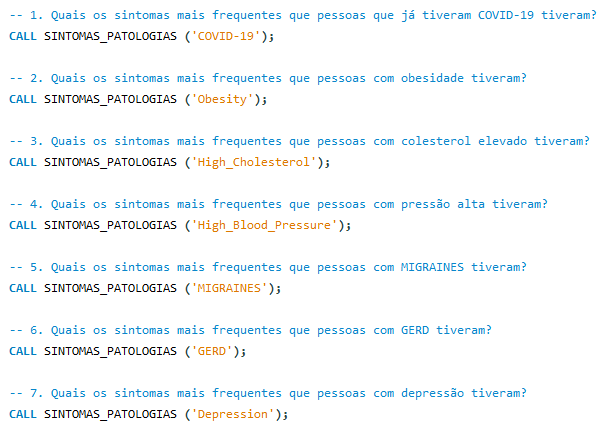 -- 1. Quais os sintomas mais frequentes que pessoas que já tiveram COVID-19 tiveram?
CALL SINTOMAS_PATOLOGIAS ('COVID-19');
-- 2. Quais os sintomas mais frequentes que pessoas com obesidade tiveram?
CALL SINTOMAS_PATOLOGIAS ('Obesity');
-- 3. Quais os sintomas mais frequentes que pessoas com colesterol elevado tiveram?
CALL SINTOMAS_PATOLOGIAS ('High_Cholesterol');
-- 4. Quais os sintomas mais frequentes que pessoas com pressão alta tiveram?
CALL SINTOMAS_PATOLOGIAS ('High_Blood_Pressure');
-- 5. Quais os sintomas mais frequentes que pessoas com MIGRAINES tiveram?
CALL SINTOMAS_PATOLOGIAS ('MIGRAINES');
-- 6. Quais os sintomas mais frequentes que pessoas com GERD tiveram?
CALL SINTOMAS_PATOLOGIAS ('GERD');
-- 7. Quais os sintomas mais frequentes que pessoas com depressão tiveram?
CALL SINTOMAS_PATOLOGIAS ('Depression');